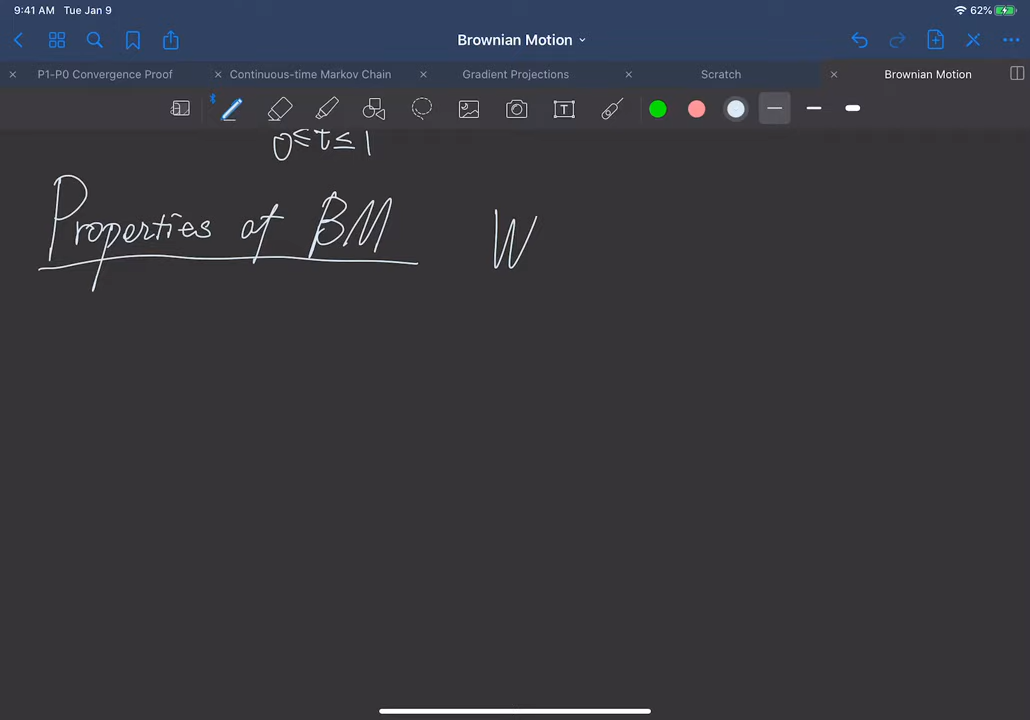 9:41 AM Tue Jan 9 62%
Brownian Motion
P1-P0 Convergence Proof Continuous-time Markov Chain Gradient Projections Scratch Brownian Motion
0≤t≤1
Properties of BM W